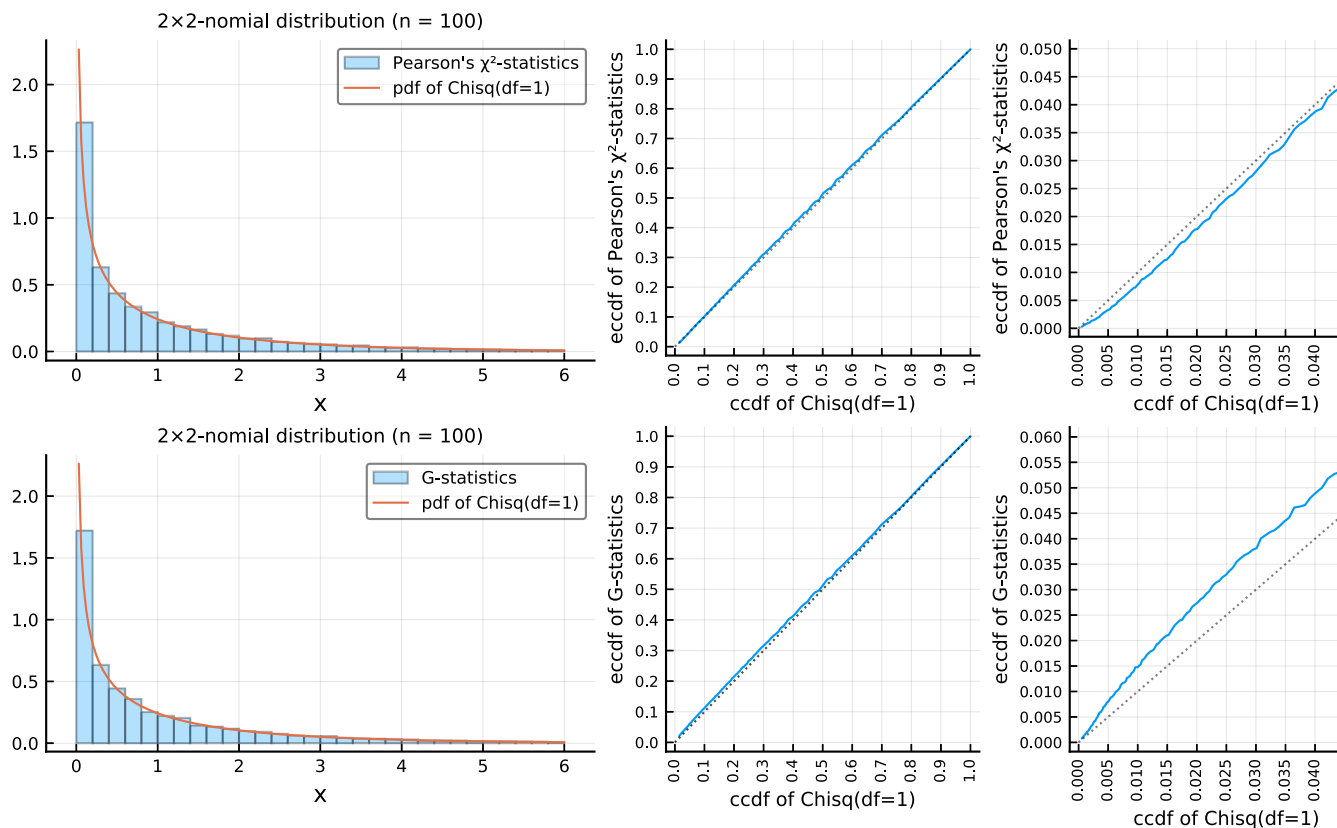 2×2-nomial distribution (n = 100)
Pearson's χ²-statistics
pdf of Chisq(df=1)
2.0
1.5
1.0
0.5
0.0
0 1 2 3 4 5 6
x
eccdf of Pearson's χ²-statistics
1.0
0.9
0.8
0.7
0.6
0.5
0.4
0.3
0.2
0.1
0.0
0.0 0.1 0.2 0.3 0.4 0.5 0.6 0.7 0.8 0.9 1.0
ccdf of Chisq(df=1)
eccdf of Pearson's χ²-statistics
0.050
0.045
0.040
0.035
0.030
0.025
0.020
0.015
0.010
0.005
0.000
0.000 0.005 0.010 0.015 0.020 0.025 0.030 0.035 0.040
ccdf of Chisq(df=1)
2×2-nomial distribution (n = 100)
G-statistics
pdf of Chisq(df=1)
2.0
1.5
1.0
0.5
0.0
0 1 2 3 4 5 6
x
eccdf of G-statistics
1.0
0.9
0.8
0.7
0.6
0.5
0.4
0.3
0.2
0.1
0.0
0.0 0.1 0.2 0.3 0.4 0.5 0.6 0.7 0.8 0.9 1.0
ccdf of Chisq(df=1)
eccdf of G-statistics
0.060
0.055
0.050
0.045
0.040
0.035
0.030
0.025
0.020
0.015
0.010
0.005
0.000
0.000 0.005 0.010 0.015 0.020 0.025 0.030 0.035 0.040
ccdf of Chisq(df=1)